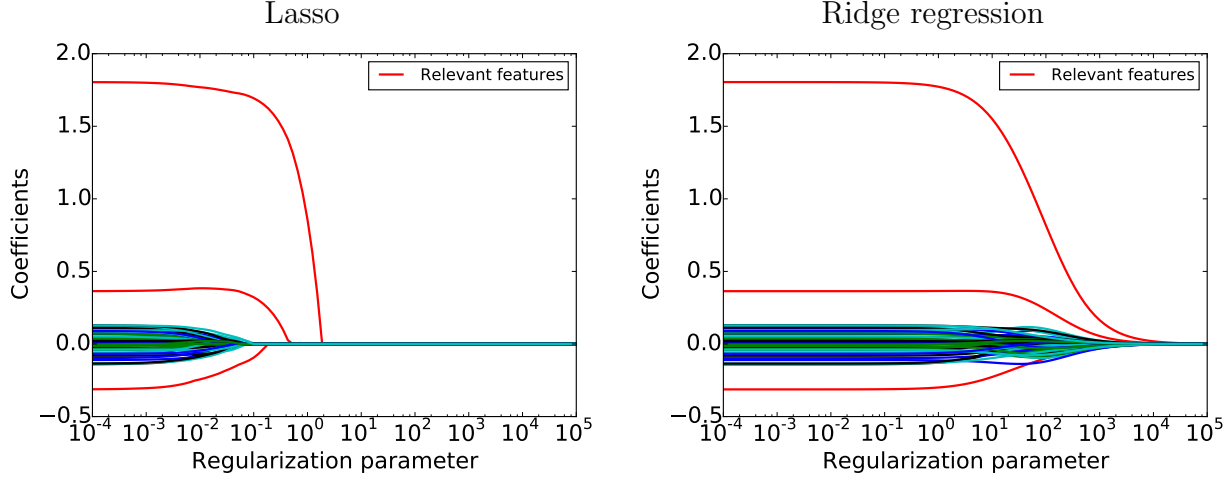 Lasso
2.0
1.5
1.0
0.5
0.0
−0.5
Coefficients
Relevant features
10^-4 10^-3 10^-2 10^-1 10^0 10^1 10^2 10^3 10^4 10^5
Regularization parameter
Ridge regression
2.0
1.5
1.0
0.5
0.0
−0.5
Coefficients
Relevant features
10^-4 10^-3 10^-2 10^-1 10^0 10^1 10^2 10^3 10^4 10^5
Regularization parameter